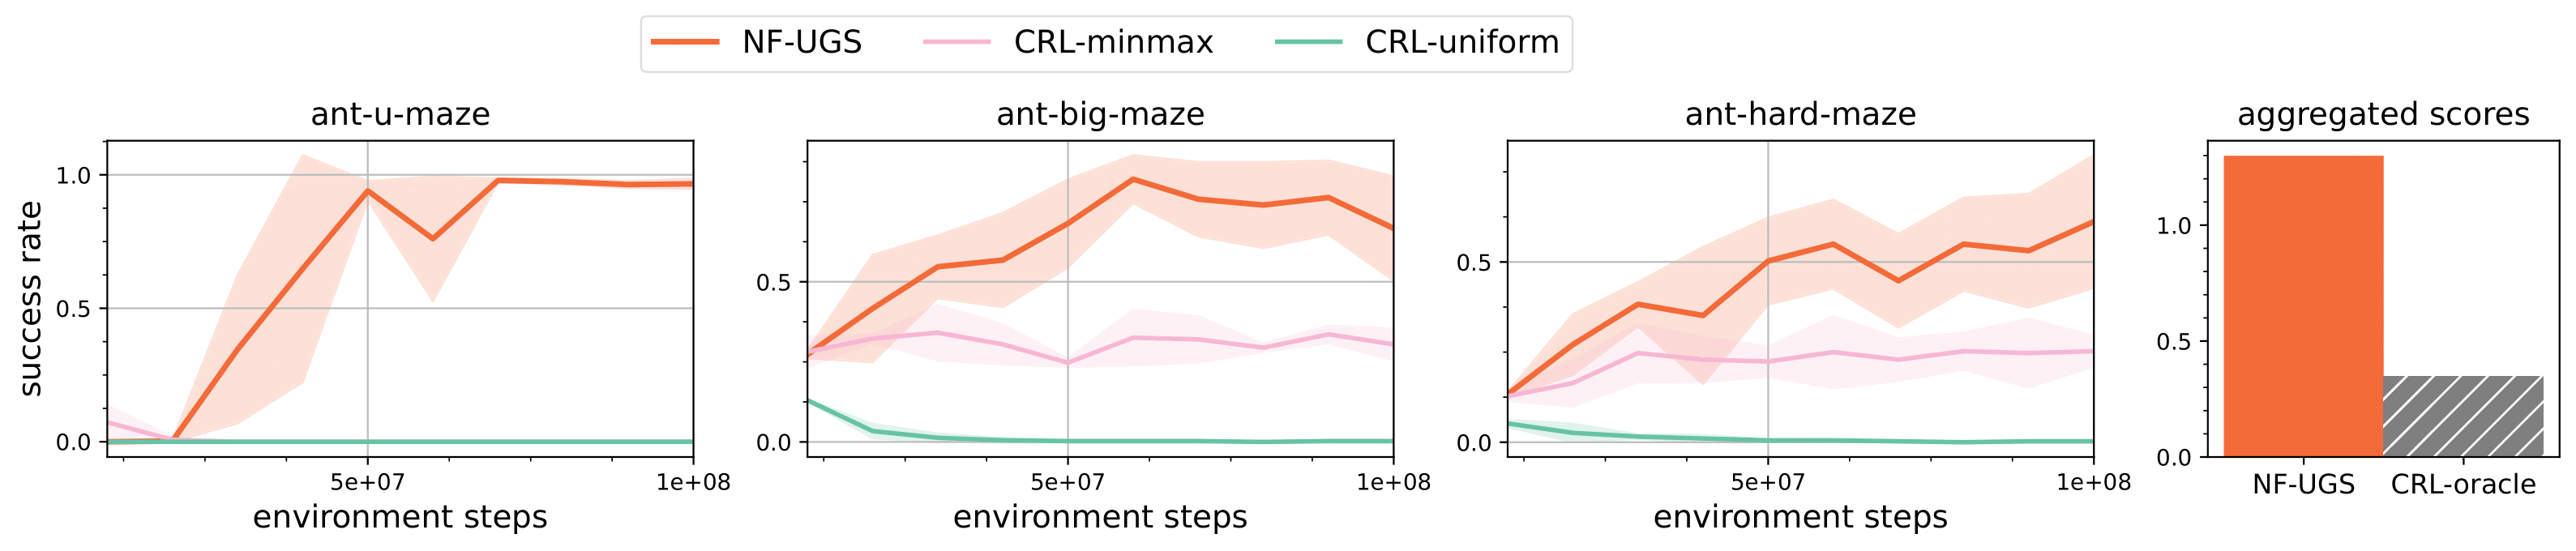 NF-UGS CRL-minmax CRL-uniform
ant-u-maze
success rate
1.0
0.5
0.0
5e+07 1e+08
environment steps
ant-big-maze
0.5
0.0
5e+07 1e+08
environment steps
ant-hard-maze
0.5
0.0
5e+07 1e+08
environment steps
aggregated scores
1.0
0.5
0.0
NF-UGS CRL-oracle